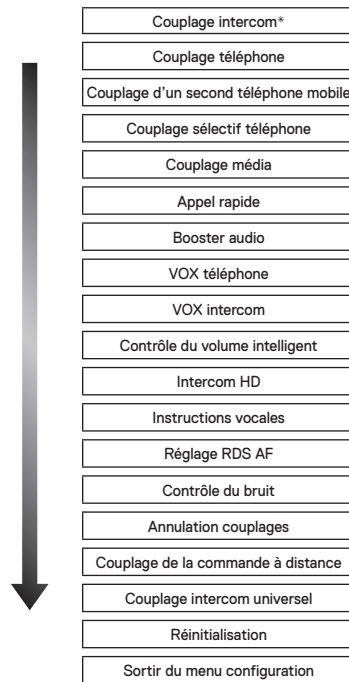 Couplage intercom*
Couplage téléphone
Couplage d'un second téléphone mobile
Couplage sélectif téléphone
Couplage média
Appel rapide
Booster audio
VOX téléphone
VOX intercom
Contrôle du volume intelligent
Intercom HD
Instructions vocales
Réglage RDS AF
Contrôle du bruit
Annulation couplages
Couplage de la commande à distance
Couplage intercom universel
Réinitialisation
Sortir du menu configuration